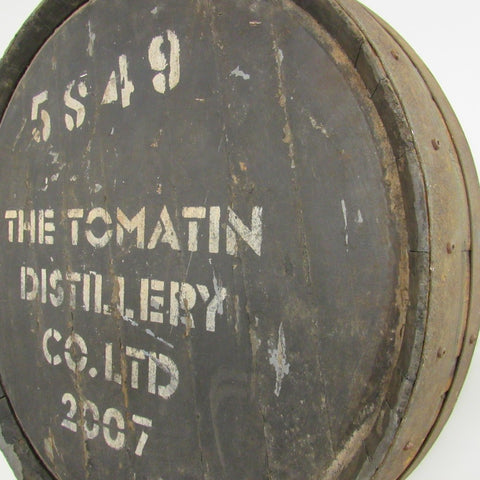 5849
THE TOMATIN
DISTILLERY
CO. LTD
2007